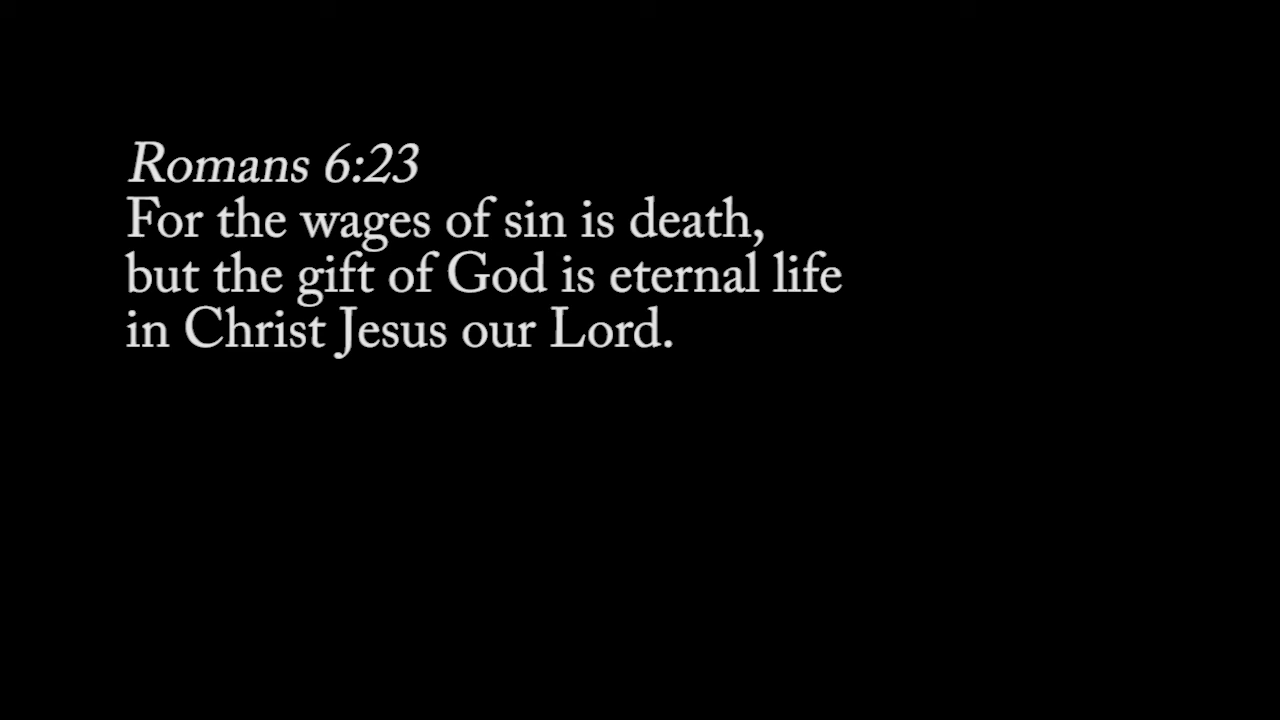 Romans 6:23
For the wages of sin is death,
but the gift of God is eternal life
in Christ Jesus our Lord.